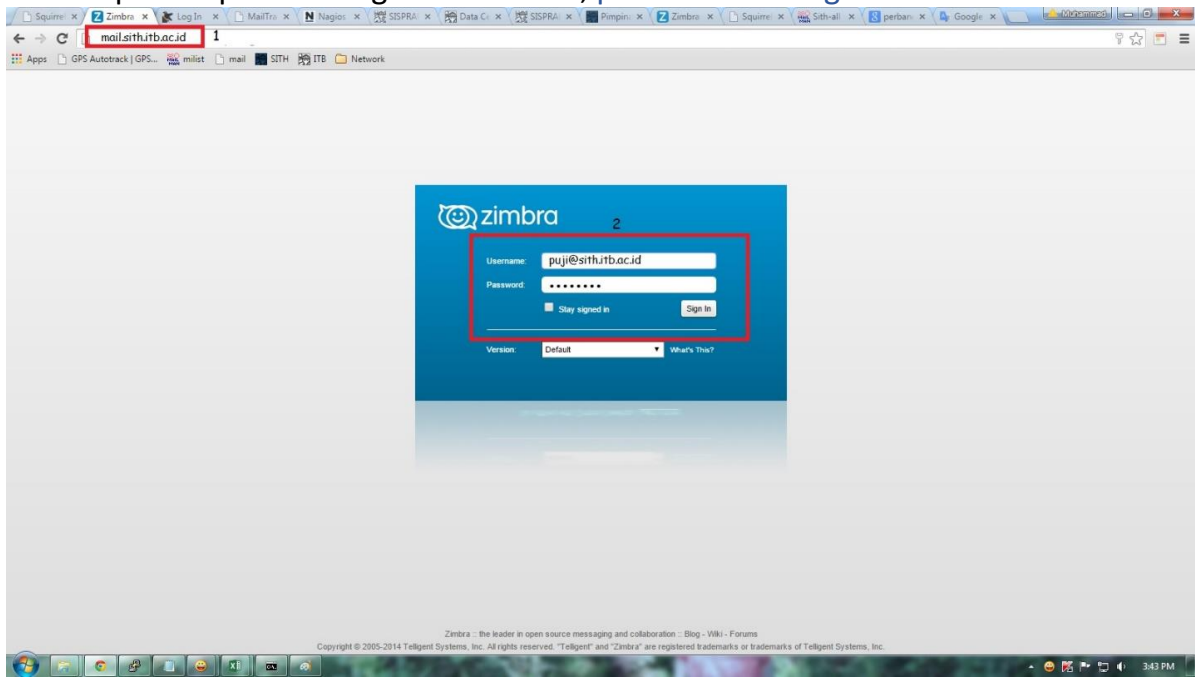 Squirre Zimbra Log In MailTra Nagios SISPRA Data Ce SISPRA Pimpin Zimbra Squirre Sith-all perban Google Muhammad
mail.sith.itb.ac.id 1
Apps GPS Autotrack | GPS... milist mail SITH ITB Network
zimbra
2
Username: puji@sith.itb.ac.id
Password: ••••••••
Stay signed in Sign In
Version: Default What's This?
Zimbra :: the leader in open source messaging and collaboration :: Blog - Wiki - Forums
Copyright © 2005-2014 Telligent Systems, Inc. All rights reserved. "Telligent" and "Zimbra" are registered trademarks or trademarks of Telligent Systems, Inc.
3:43 PM